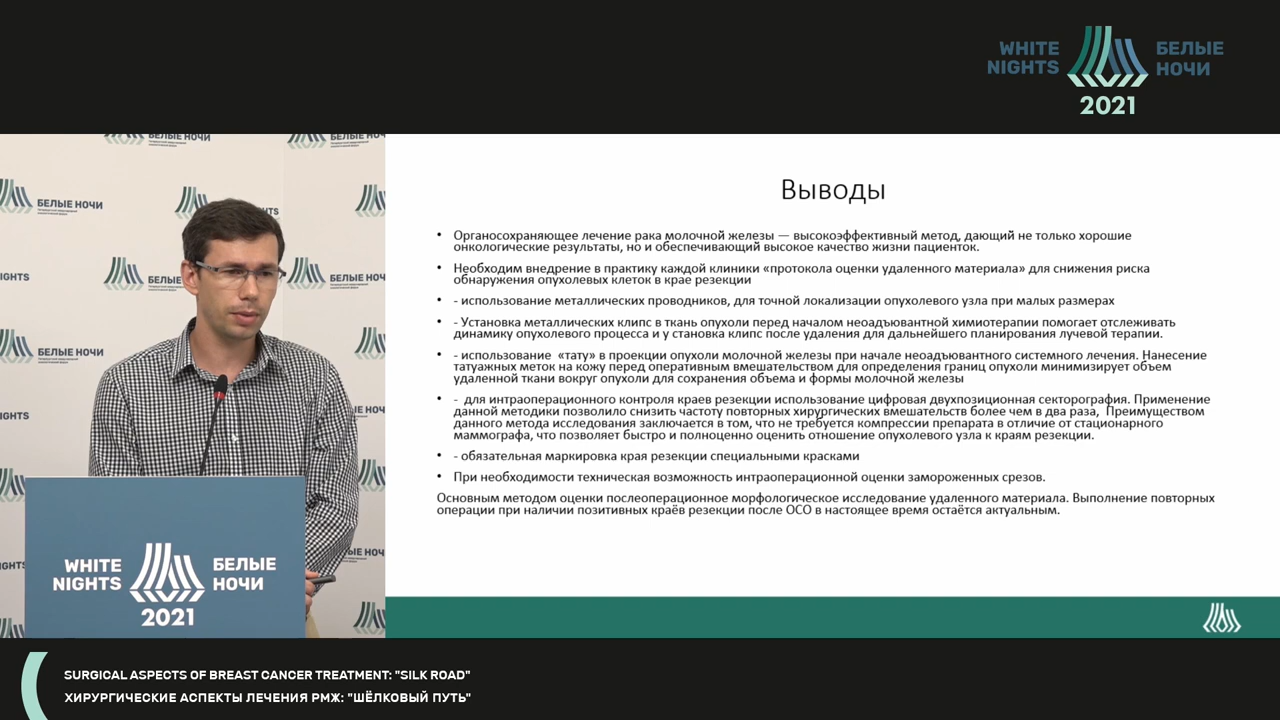 WHITE
NIGHTS
БЕЛЫЕ
НОЧИ
2021
БЕЛЫЕ НОЧИ
NIGHTS
БЕЛЫЕ НОЧИ
WHITE
NIGHTS
БЕЛЫЕ
НОЧИ
2021
Выводы
• Органосохраняющее лечение рака молочной железы — высокоэффективный метод, дающий не только хорошие
онкологические результаты, но и обеспечивающий высокое качество жизни пациенток.
• Необходим внедрение в практику каждой клиники «протокола оценки удаленного материала» для снижения риска
обнаружения опухолевых клеток в крае резекции
• - использование металлических проводников, для точной локализации опухолевого узла при малых размерах
• - Установка металлических клипс в ткань опухоли перед началом неоадъювантной химиотерапии помогает отслеживать
динамику опухолевого процесса и у становка клипс после удаления для дальнейшего планирования лучевой терапии.
• - использование «тату» в проекции опухоли молочной железы при начале неоадъювантного системного лечения. Нанесение
татуажных меток на кожу перед оперативным вмешательством для определения границ опухоли минимизирует объем
удаленной ткани вокруг опухоли для сохранения объема и формы молочной железы
• - для интраоперационного контроля краев резекции использование цифровая двухпозиционная секторография. Применение
данной методики позволило снизить частоту повторных хирургических вмешательств более чем в два раза, Преимуществом
данного метода исследования заключается в том, что не требуется компрессии препарата в отличие от стационарного
маммографа, что позволяет быстро и полноценно оценить отношение опухолевого узла к краям резекции.
• - обязательная маркировка края резекции специальными красками
• При необходимости техническая возможность интраоперационной оценки замороженных срезов.
Основным методом оценки послеоперационное морфологическое исследование удаленного материала. Выполнение повторных
операции при наличии позитивных краёв резекции после ОСО в настоящее время остаётся актуальным.
SURGICAL ASPECTS OF BREAST CANCER TREATMENT: "SILK ROAD"
ХИРУРГИЧЕСКИЕ АСПЕКТЫ ЛЕЧЕНИЯ РМЖ: "ШЁЛКОВЫЙ ПУТЬ"